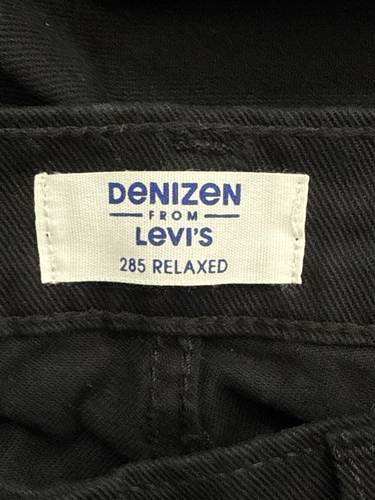 DENIZEN
FROM
LEVI'S
285 RELAXED